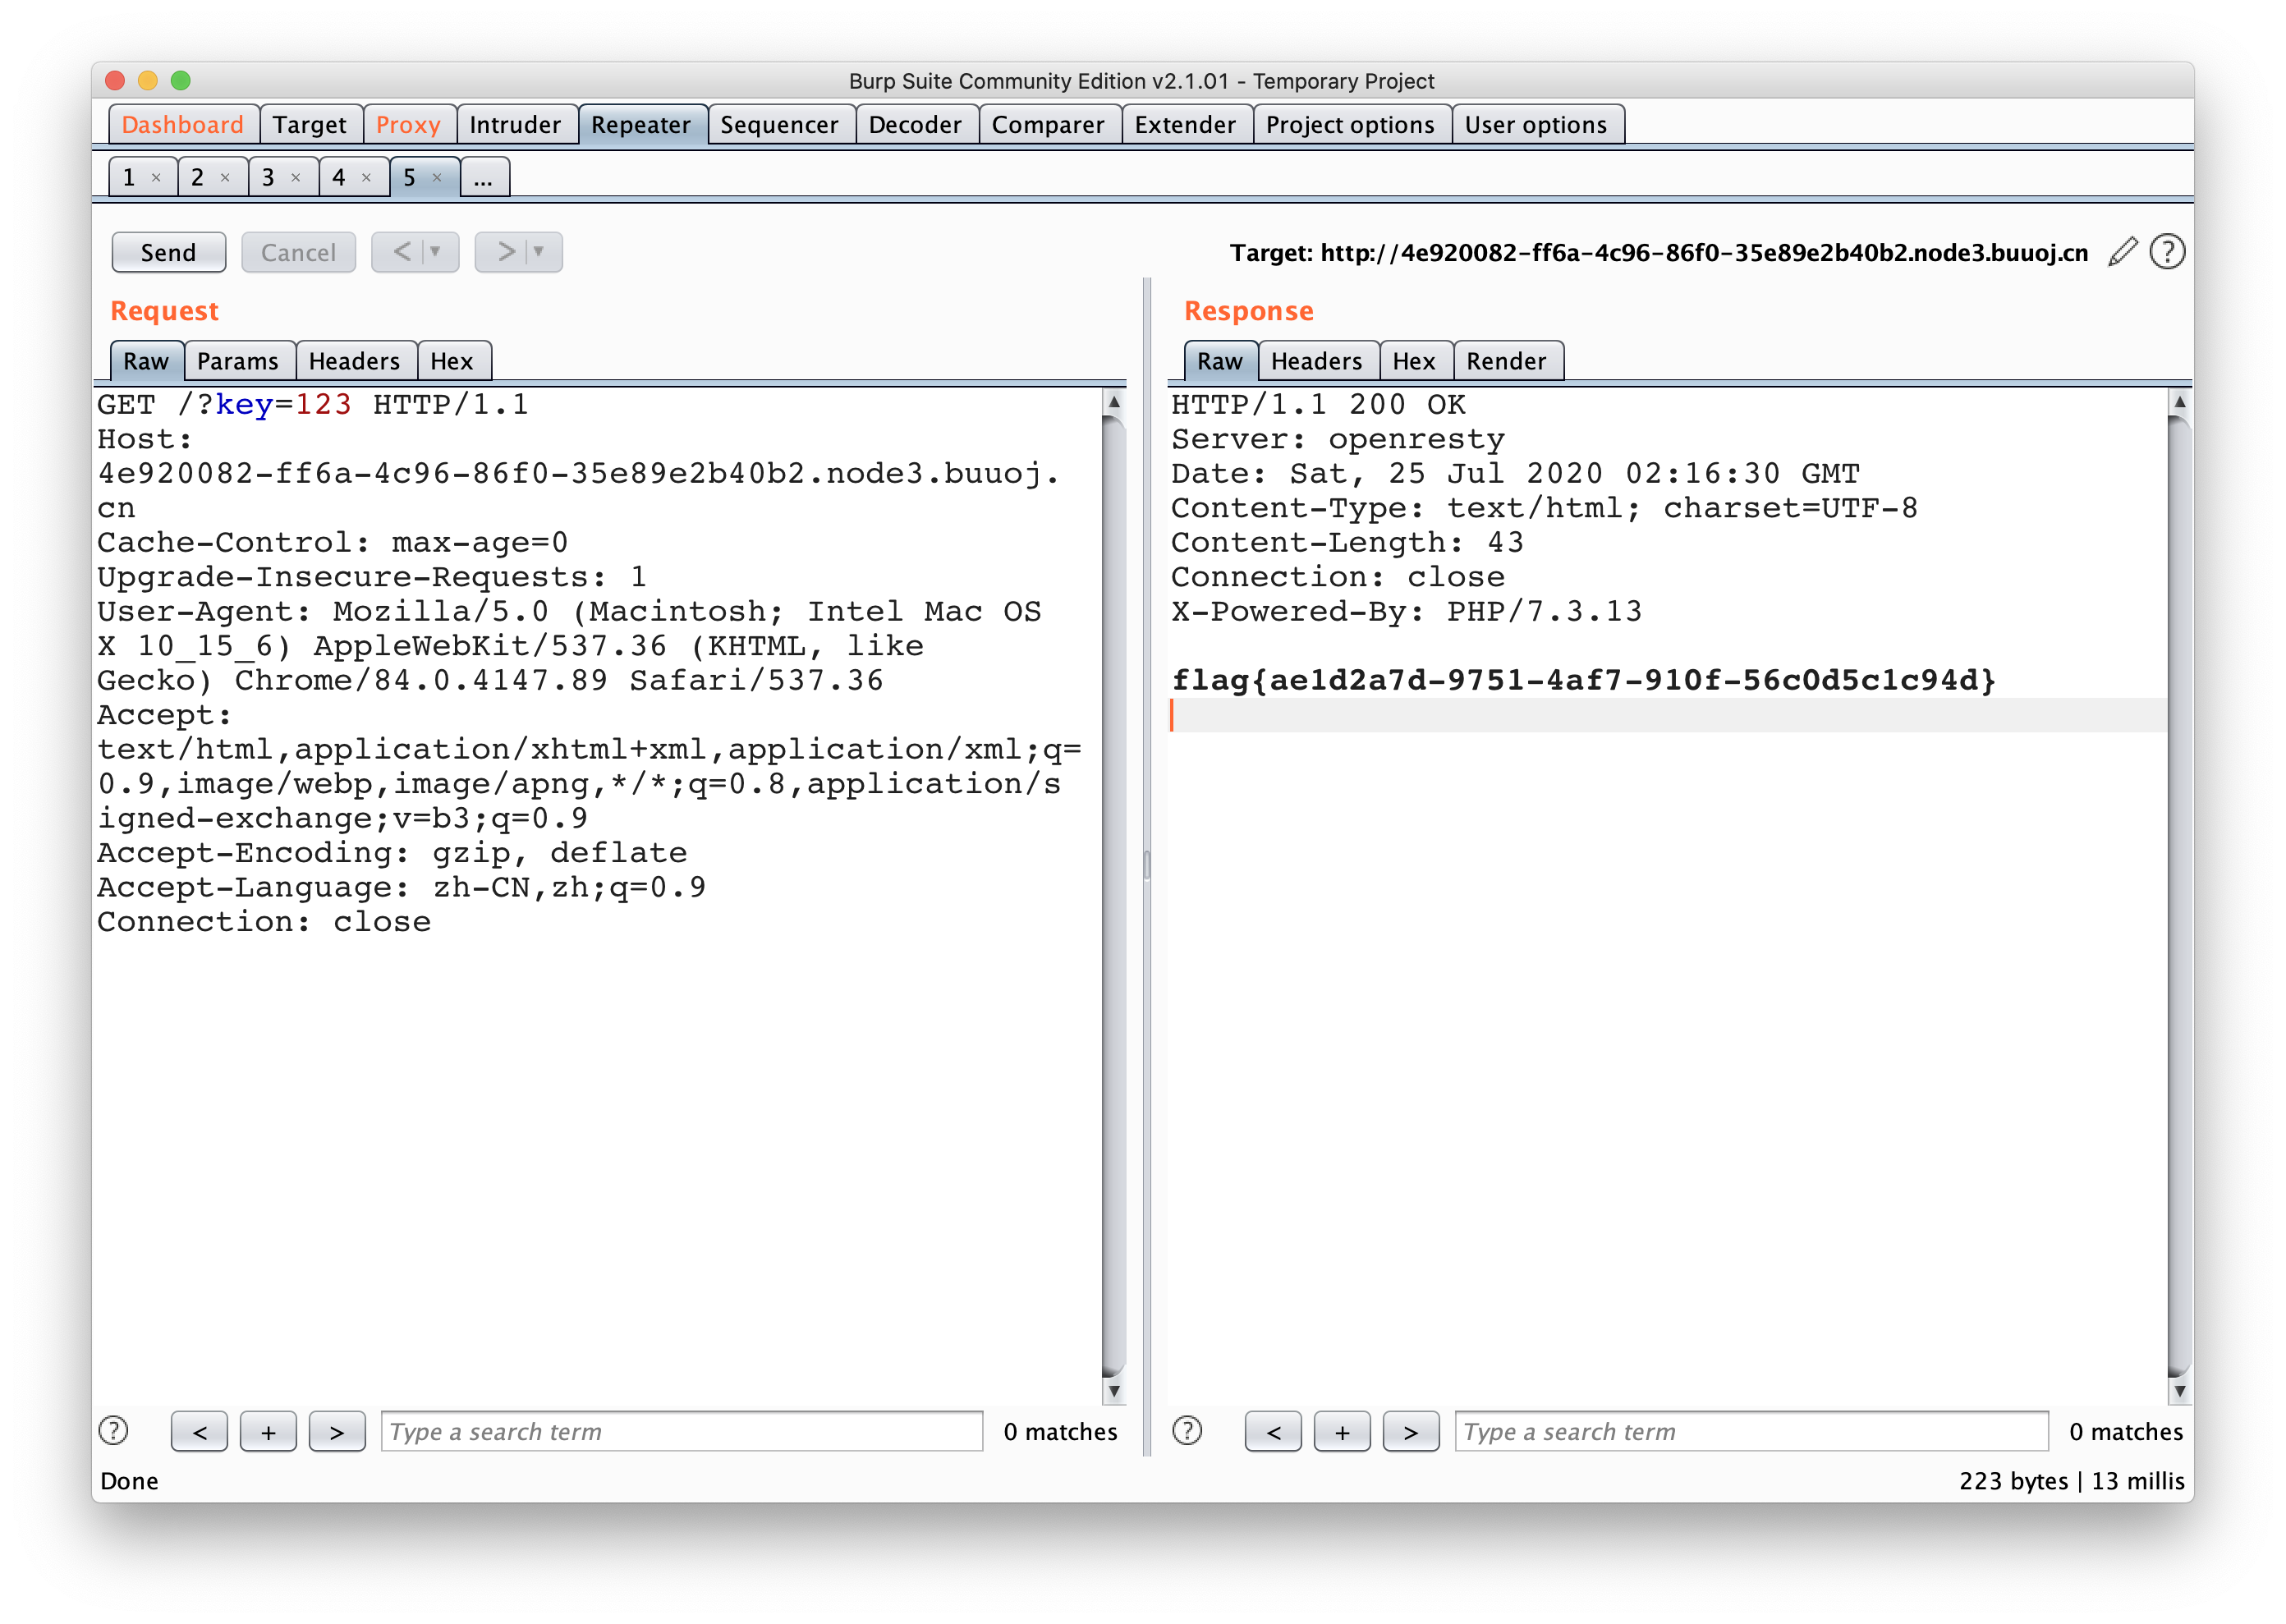 Burp Suite Community Edition v2.1.01 - Temporary Project
Dashboard Target Proxy Intruder Repeater Sequencer Decoder Comparer Extender Project options User options
1 × 2 × 3 × 4 × 5 × ...
Send Cancel < > Target: http://4e920082-ff6a-4c96-86f0-35e89e2b40b2.node3.buuoj.cn ?
Request
Raw Params Headers Hex
GET /?key=123 HTTP/1.1
Host:
4e920082-ff6a-4c96-86f0-35e89e2b40b2.node3.buuoj.
cn
Cache-Control: max-age=0
Upgrade-Insecure-Requests: 1
User-Agent: Mozilla/5.0 (Macintosh; Intel Mac OS
X 10_15_6) AppleWebKit/537.36 (KHTML, like
Gecko) Chrome/84.0.4147.89 Safari/537.36
Accept:
text/html,application/xhtml+xml,application/xml;q=
0.9,image/webp,image/apng,*/*;q=0.8,application/s
igned-exchange;v=b3;q=0.9
Accept-Encoding: gzip, deflate
Accept-Language: zh-CN,zh;q=0.9
Connection: close
? < + > Type a search term 0 matches
Response
Raw Headers Hex Render
HTTP/1.1 200 OK
Server: openresty
Date: Sat, 25 Jul 2020 02:16:30 GMT
Content-Type: text/html; charset=UTF-8
Content-Length: 43
Connection: close
X-Powered-By: PHP/7.3.13
flag{ae1d2a7d-9751-4af7-910f-56c0d5c1c94d}
? < + > Type a search term 0 matches
Done 223 bytes | 13 millis